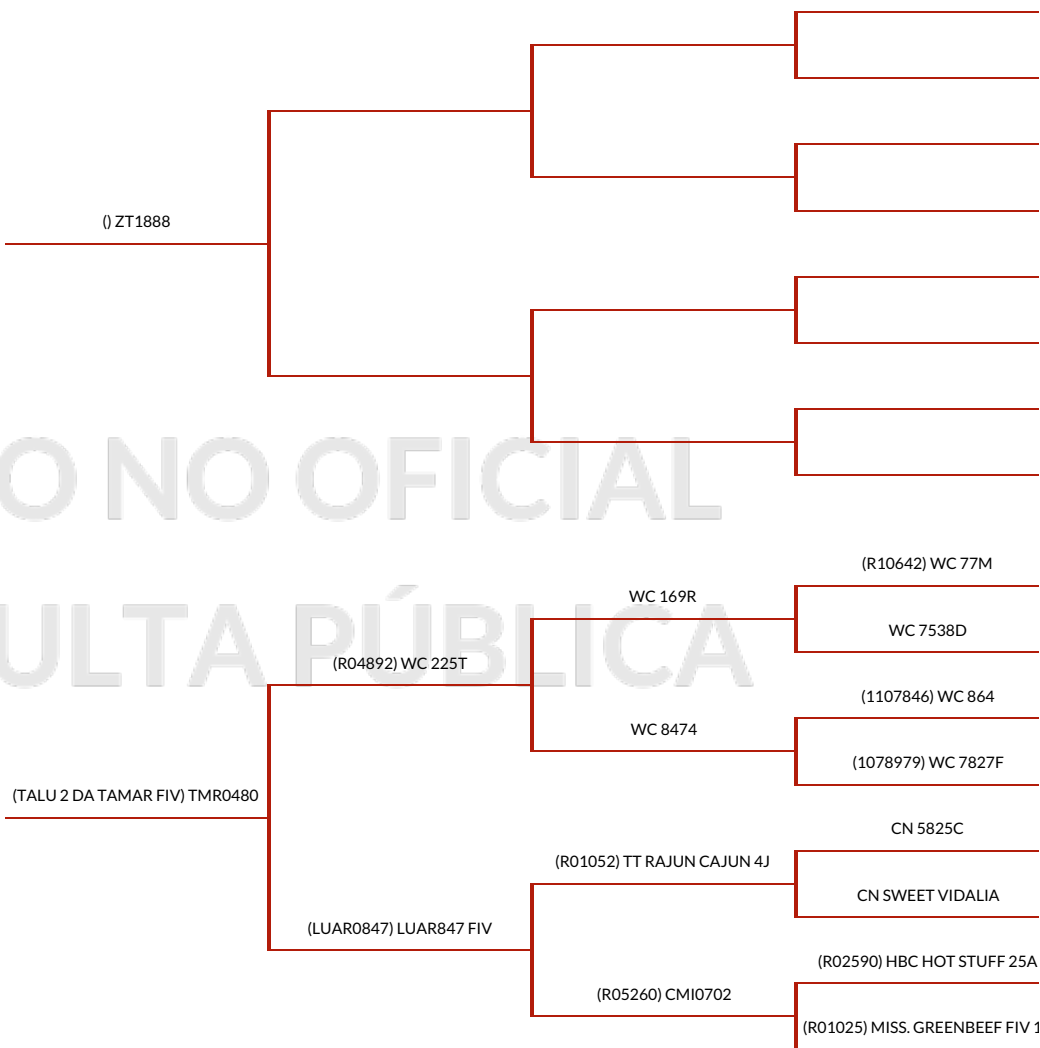 () ZT1888
O NO OFICIAL
(R10642) WC 77M
WC 169R
ULTA PÚBLICA
WC 7538D
(R04892) WC 225T
(1107846) WC 864
WC 8474
(1078979) WC 7827F
(TALU 2 DA TAMAR FIV) TMR0480
CN 5825C
(R01052) TT RAJUN CAJUN 4J
CN SWEET VIDALIA
(LUAR0847) LUAR847 FIV
(R02590) HBC HOT STUFF 25A
(R05260) CMI0702
(R01025) MISS. GREENBEEF FIV 1